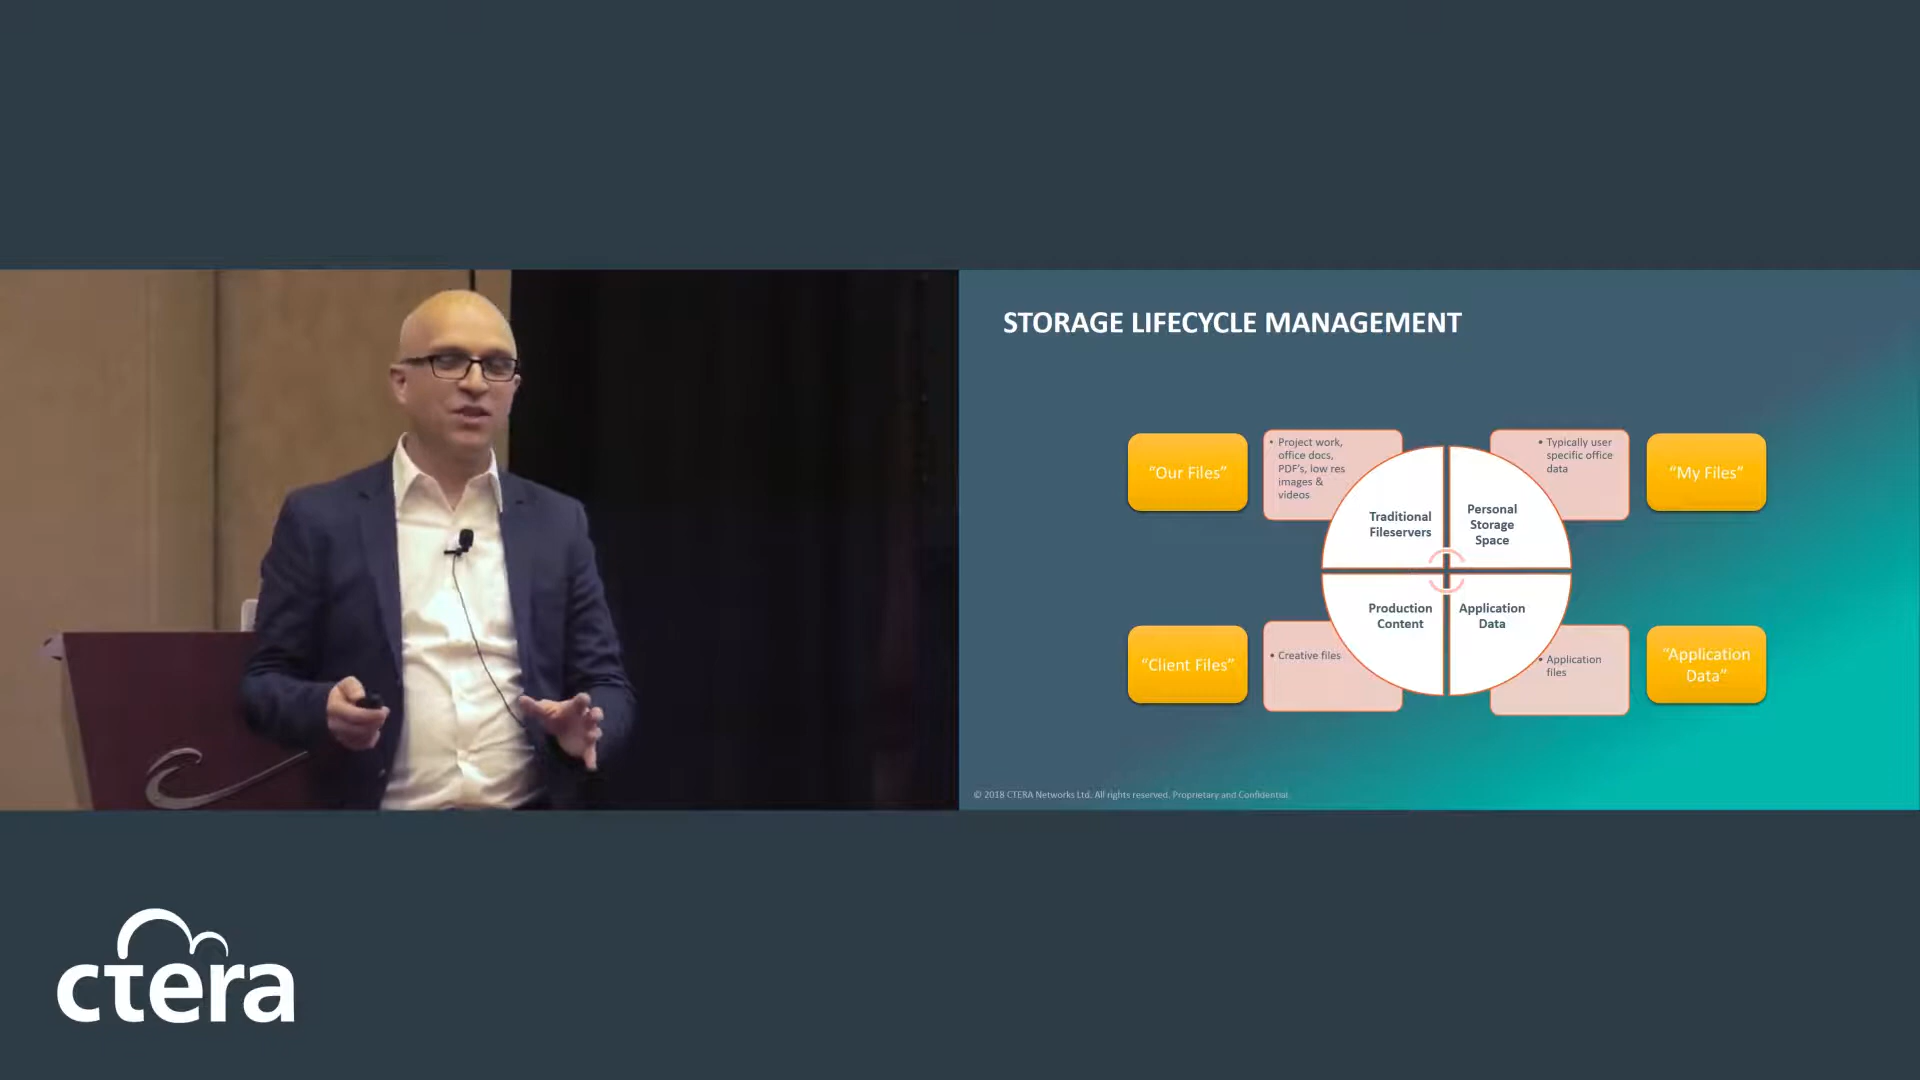 STORAGE LIFECYCLE MANAGEMENT
“Our Files”
• Project work,
office docs,
PDF's, low res
images &
videos
• Typically user
specific office
data
“My Files”
Traditional
Fileservers
Personal
Storage
Space
Production
Content
Application
Data
“Client Files”
• Creative files
• Application
files
“Application
Data”
© 2018 CTERA Networks Ltd. All rights reserved. Proprietary and Confidential.
ctera